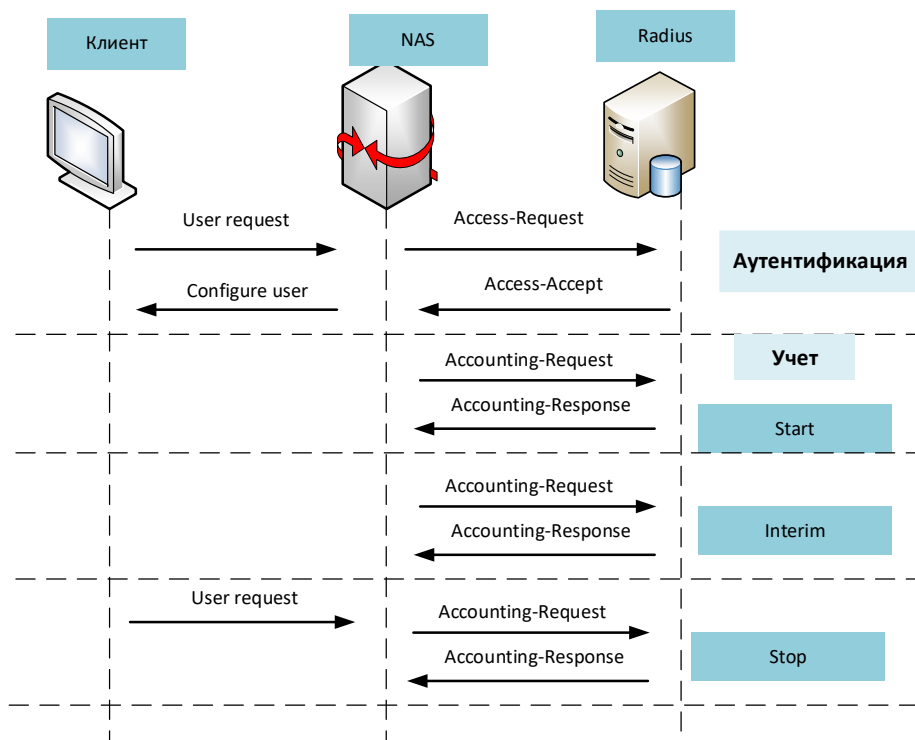 Клиент
NAS
Radius
User request
Access-Request
Аутентификация
Configure user
Access-Accept
Учет
Accounting-Request
Accounting-Response
Start
Accounting-Request
Accounting-Response
Interim
User request
Accounting-Request
Accounting-Response
Stop